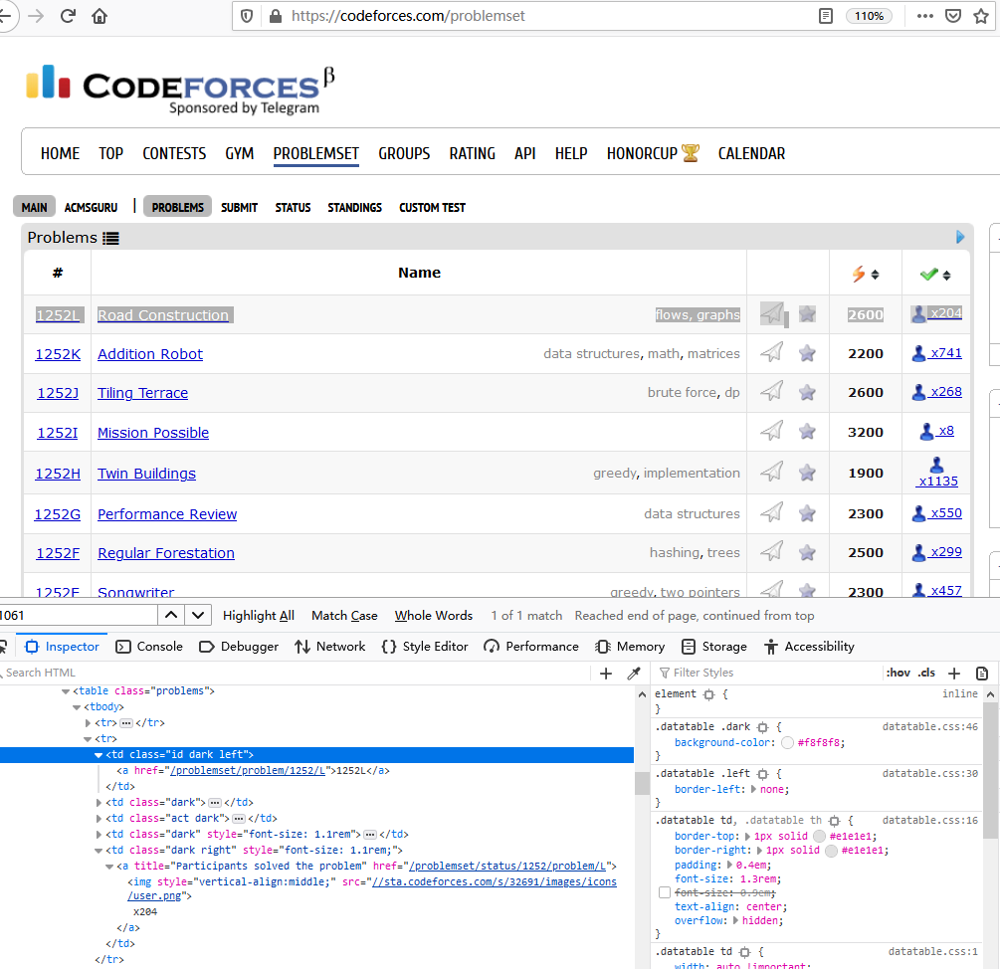 https://codeforces.com/problemset 110%
CODEFORCES β
Sponsored by Telegram
HOME TOP CONTESTS GYM PROBLEMSET GROUPS RATING API HELP HONORCUP CALENDAR
MAIN ACMSGURU | PROBLEMS SUBMIT STATUS STANDINGS CUSTOM TEST
Problems
# Name
1252L Road Construction flows, graphs 2600 x204
1252K Addition Robot data structures, math, matrices 2200 x741
1252J Tiling Terrace brute force, dp 2600 x268
1252I Mission Possible 3200 x8
1252H Twin Buildings greedy, implementation 1900 x1135
1252G Performance Review data structures 2300 x550
1252F Regular Forestation hashing, trees 2500 x299
1252E Songwriter greedy, two pointers 2300 x457
1061 Highlight All Match Case Whole Words 1 of 1 match Reached end of page, continued from top
Inspector Console Debugger Network Style Editor Performance Memory Storage Accessibility
Search HTML
<table class="problems">
<tbody>
<tr> ••• </tr>
<tr>
<td class="id dark left">
<a href="/problemset/problem/1252/L">1252L</a>
</td>
<td class="dark"> ••• </td>
<td class="act dark"> ••• </td>
<td class="dark" style="font-size: 1.1rem"> ••• </td>
<td class="dark right" style="font-size: 1.1rem;">
<a title="Participants solved the problem" href="/problemset/status/1252/problem/L">
<img style="vertical-align:middle;" src="//sta.codeforces.com/s/32691/images/icons
/user.png">
x204
</a>
</td>
</tr>
Filter Styles :hov .cls
element { inline
}
.datatable .dark { datatable.css:46
background-color: #f8f8f8;
}
.datatable .left { datatable.css:30
border-left: none;
}
.datatable td, .datatable th { datatable.css:16
border-top: 1px solid #e1e1e1;
border-right: 1px solid #e1e1e1;
padding: 0.4em;
font-size: 1.3rem;
font-size: 0.9em;
text-align: center;
overflow: hidden;
}
.datatable td { datatable.css:1
width: auto !important;